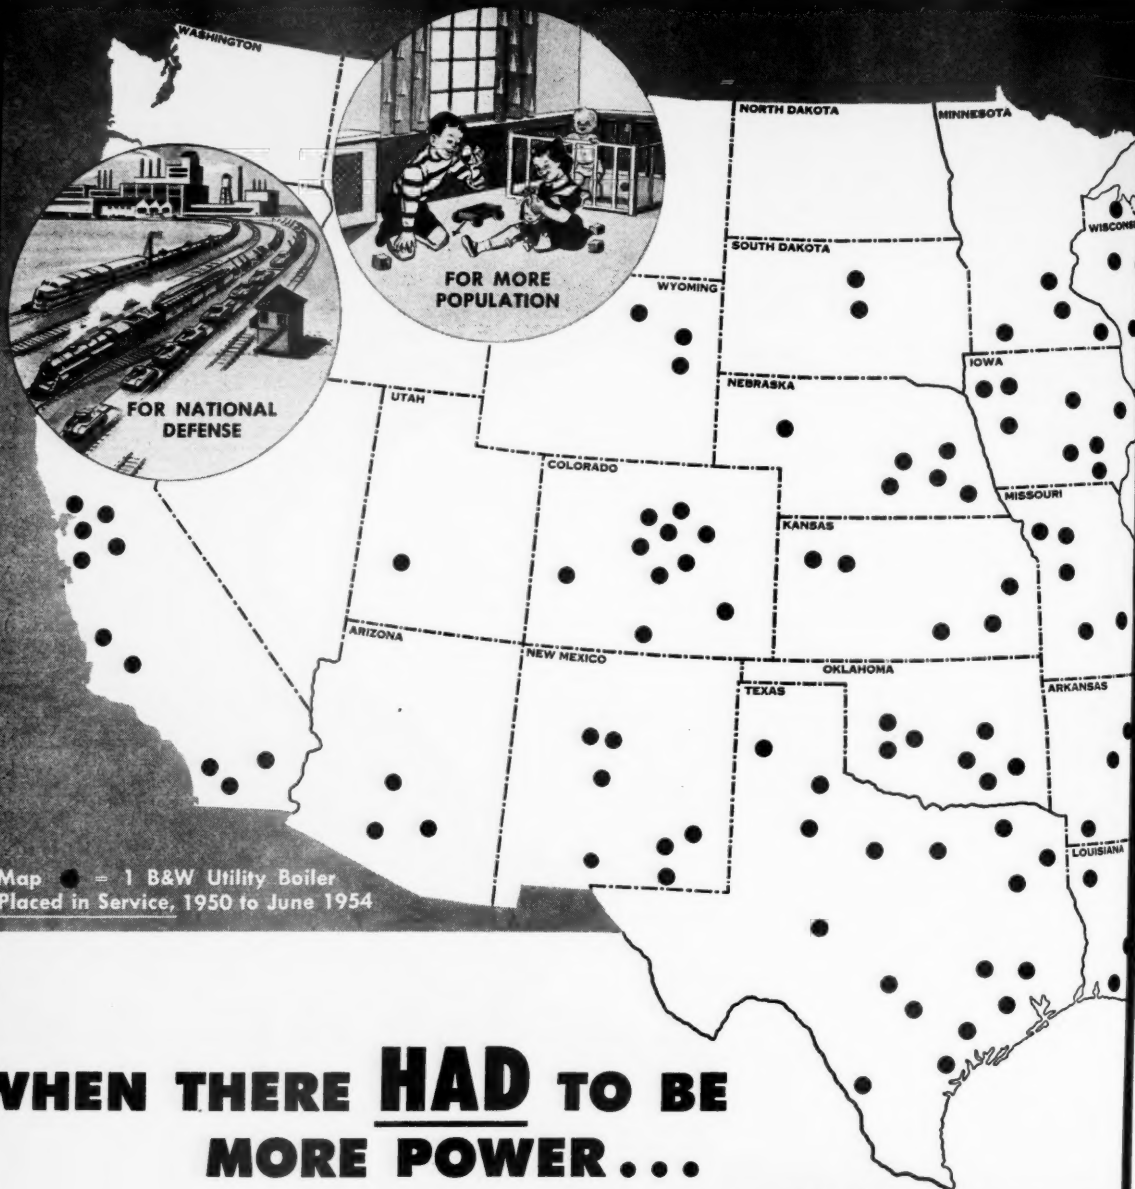 WASHINGTON
NORTH DAKOTA
MINNESOTA
WISCONS
SOUTH DAKOTA
FOR MORE
POPULATION
WYOMING
IOWA
NEBRASKA
UTAH
FOR NATIONAL
DEFENSE
COLORADO
MISSOURI
KANSAS
ARIZONA
NEW MEXICO
OKLAHOMA
TEXAS
ARKANSAS
LOUISIANA
Map ● = 1 B&W Utility Boiler
Placed in Service, 1950 to June 1954
WHEN THERE HAD TO BE
MORE POWER...